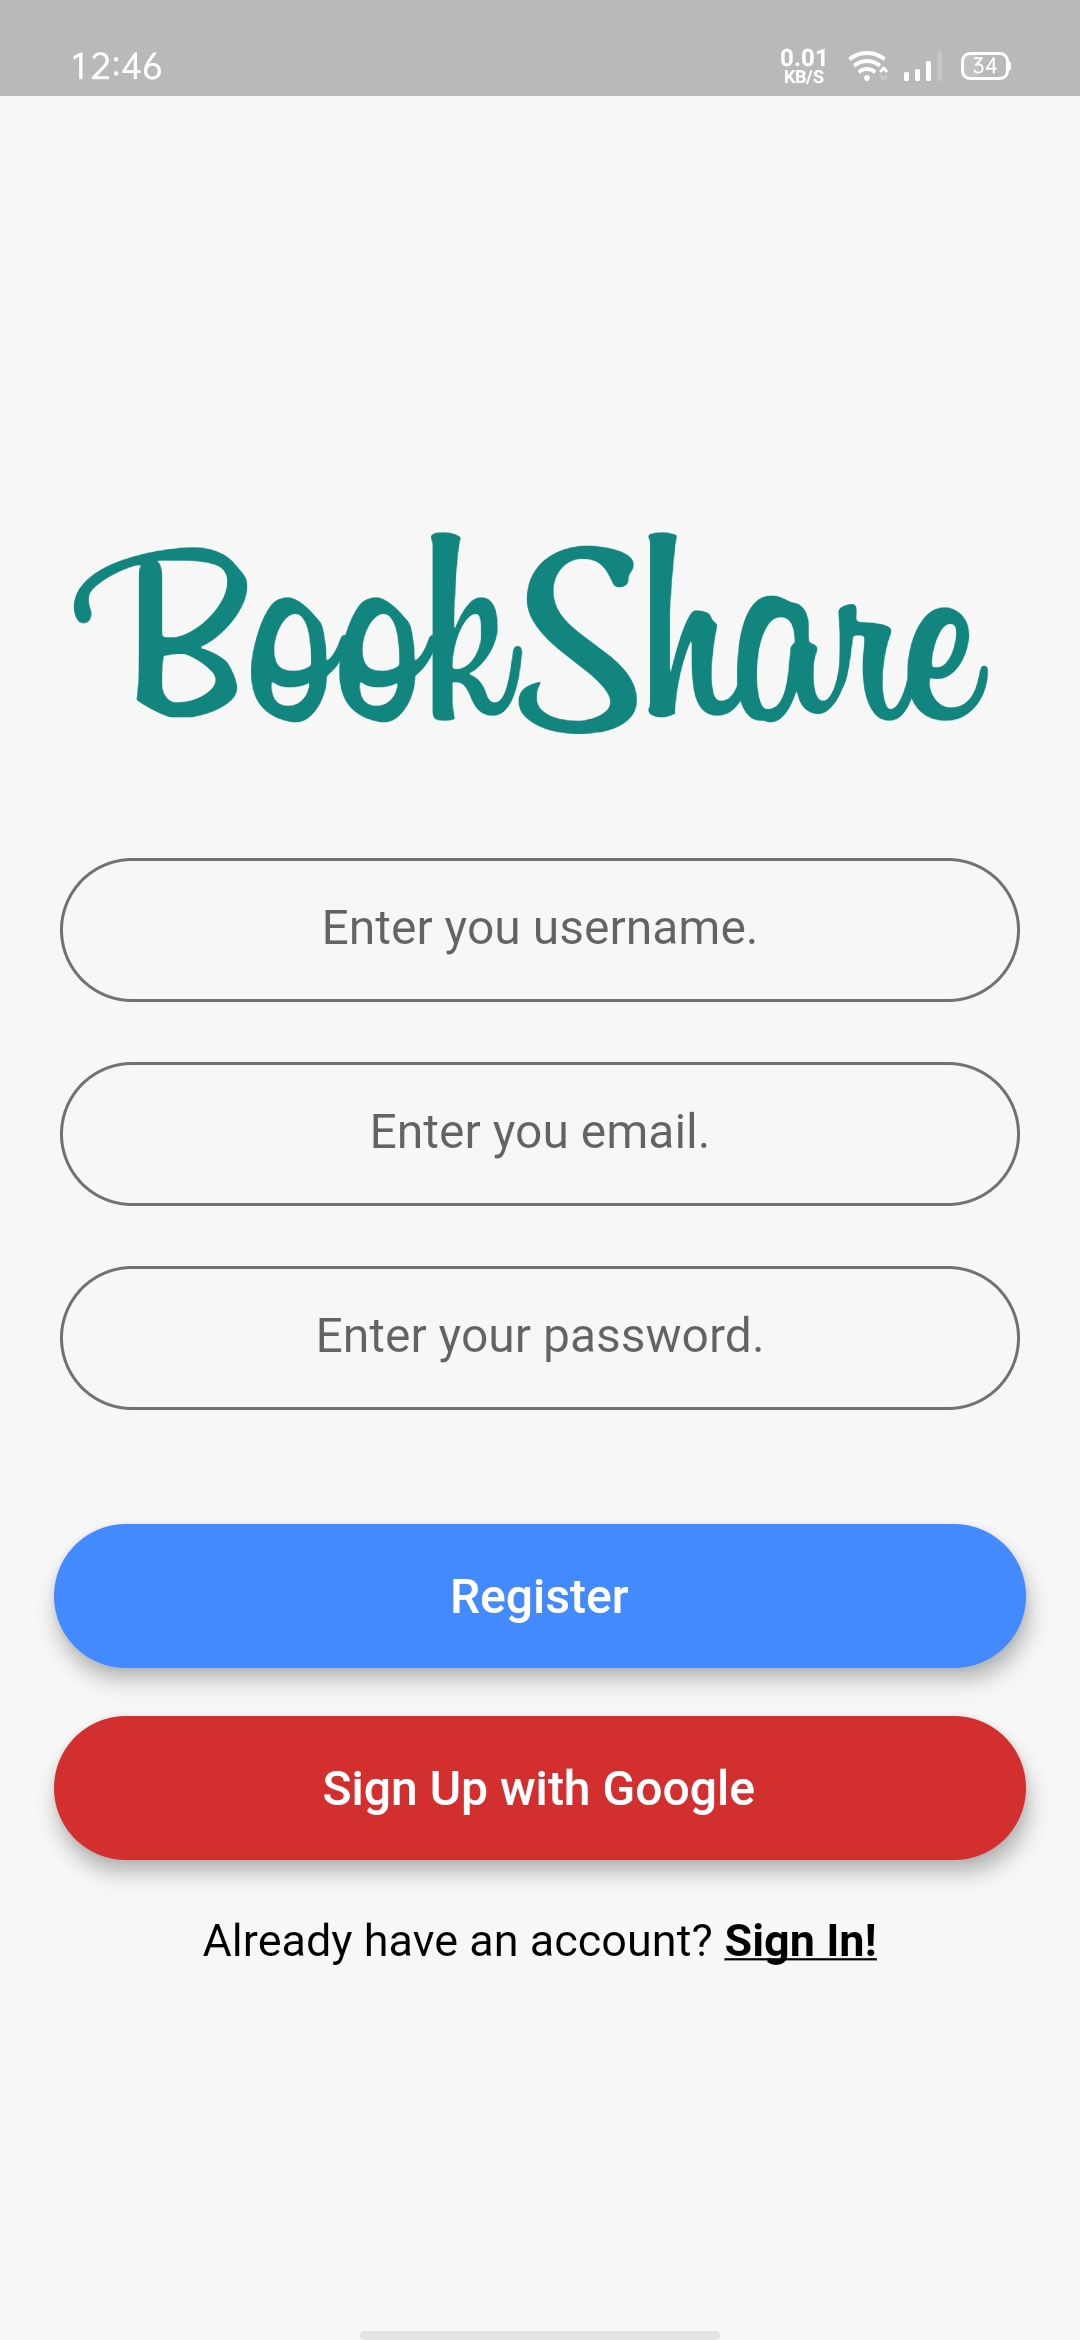 12:46
0.01
KB/S
34
BookShare
Enter you username.
Enter you email.
Enter your password.
Register
Sign Up with Google
Already have an account? Sign In!